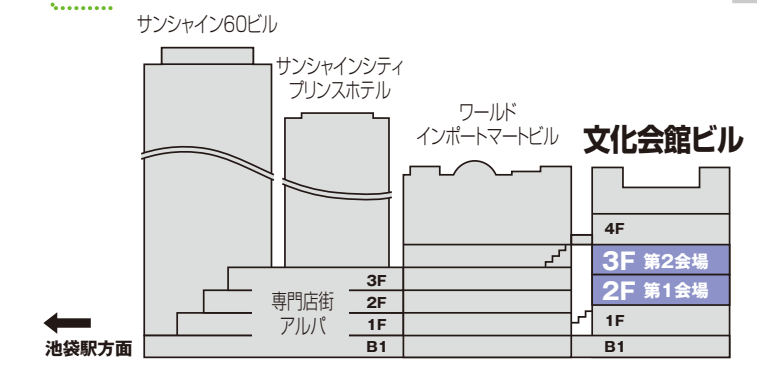 サンシャイン60ビル
サンシャインシティ
プリンスホテル
ワールド
インポートマートビル
文化会館ビル
4F
3F 第2会場
2F 第1会場
1F
B1
3F
2F
1F
B1
専門店街
アルパ
池袋駅方面